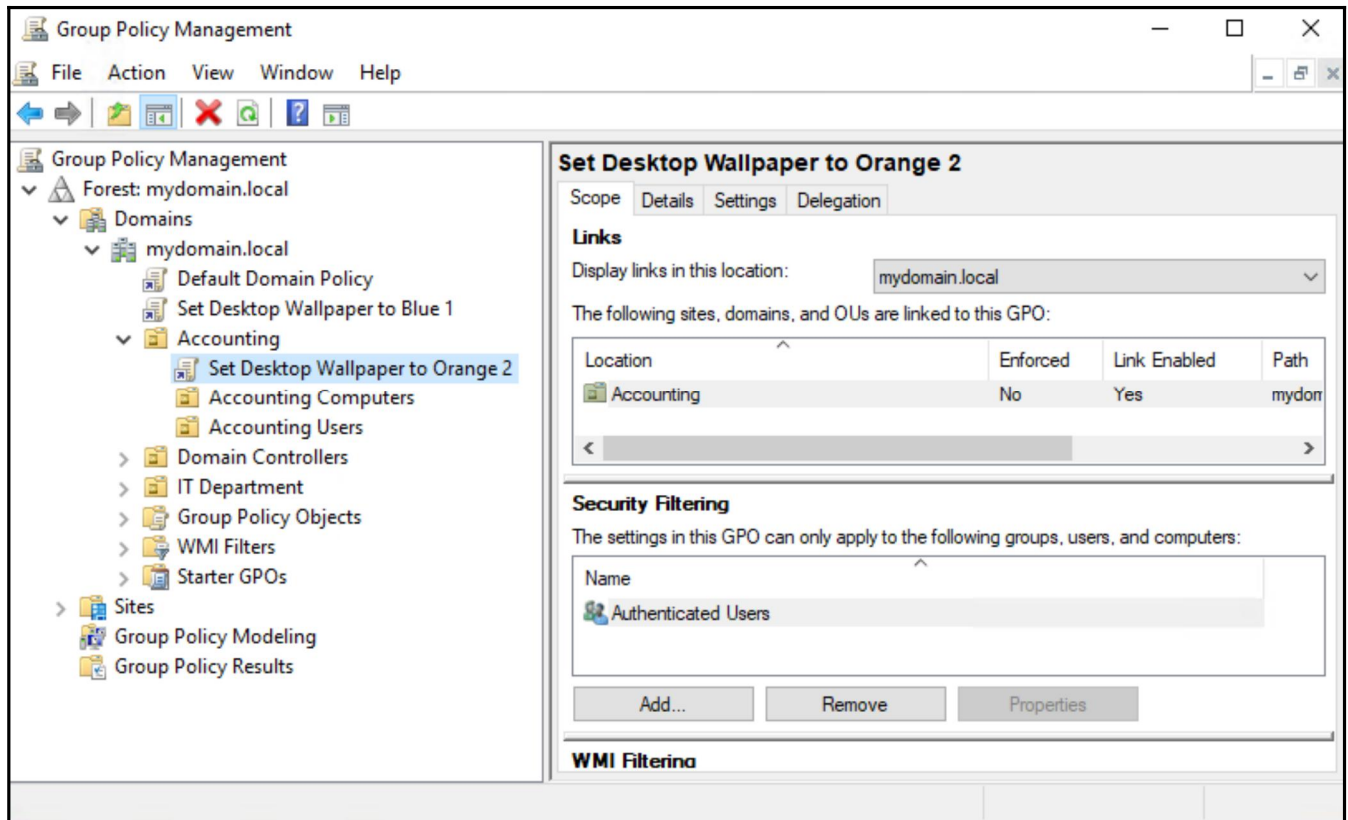 Group Policy Management
File Action View Window Help
Group Policy Management
Forest: mydomain.local
Domains
mydomain.local
Default Domain Policy
Set Desktop Wallpaper to Blue 1
Accounting
Set Desktop Wallpaper to Orange 2
Accounting Computers
Accounting Users
Domain Controllers
IT Department
Group Policy Objects
WMI Filters
Starter GPOs
Sites
Group Policy Modeling
Group Policy Results
Set Desktop Wallpaper to Orange 2
Scope Details Settings Delegation
Links
Display links in this location: mydomain.local
The following sites, domains, and OUs are linked to this GPO:
Location Enforced Link Enabled Path
Accounting No Yes mydom
Security Filtering
The settings in this GPO can only apply to the following groups, users, and computers:
Name
Authenticated Users
Add... Remove Properties
WMI Filtering